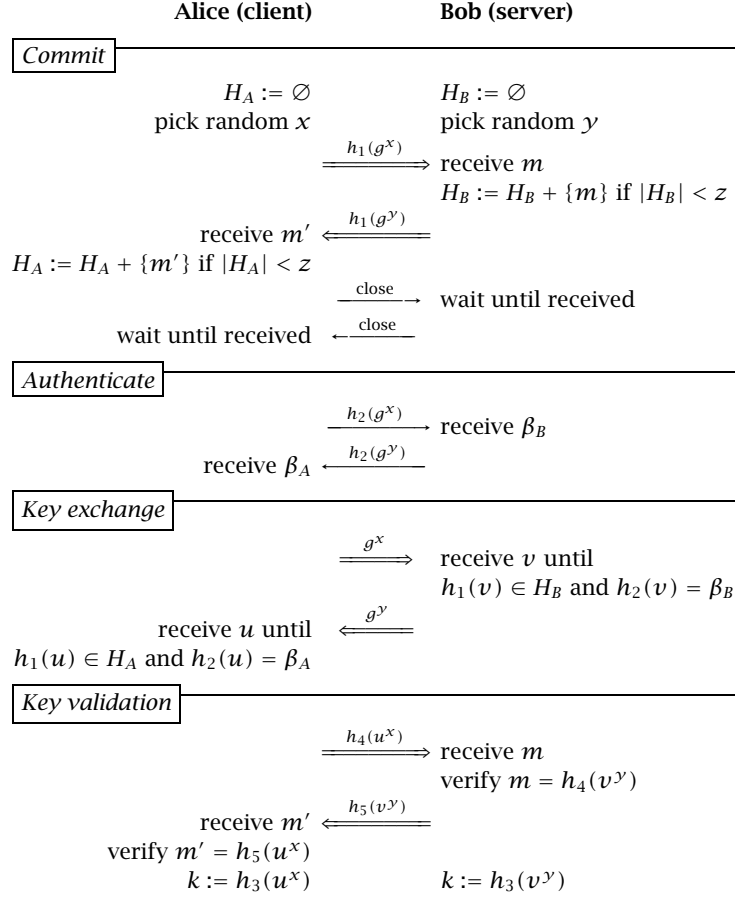 Alice (client) Bob (server)
Commit
H_A := ∅ H_B := ∅
pick random x pick random y
h_1(g^x) receive m
H_B := H_B + {m} if |H_B| < z
receive m′ h_1(g^y)
H_A := H_A + {m′} if |H_A| < z
close wait until received
wait until received close
Authenticate
h_2(g^x) receive β_B
receive β_A h_2(g^y)
Key exchange
g^x receive v until
h_1(v) ∈ H_B and h_2(v) = β_B
receive u until g^y
h_1(u) ∈ H_A and h_2(u) = β_A
Key validation
h_4(u^x) receive m
verify m = h_4(v^y)
receive m′ h_5(v^y)
verify m′ = h_5(u^x)
k := h_3(u^x) k := h_3(v^y)